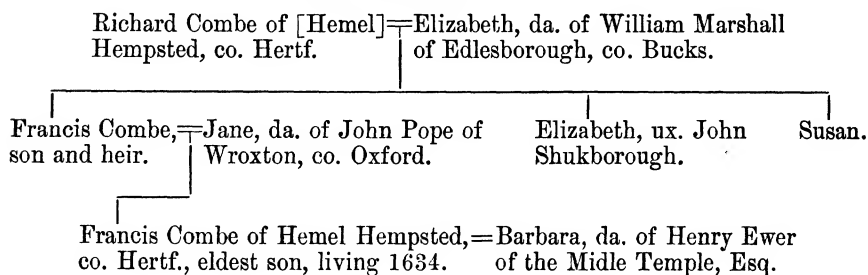 Richard Combe of [Hemel]=Elizabeth, da. of William Marshall
Hempsted, co. Hertf. of Edlesborough, co. Bucks.
Francis Combe,=Jane, da. of John Pope of Elizabeth, ux. John Susan.
son and heir. Wroxton, co. Oxford. Shukborough.
Francis Combe of Hemel Hempsted,=Barbara, da. of Henry Ewer
co. Hertf., eldest son, living 1634. of the Midle Temple, Esq.